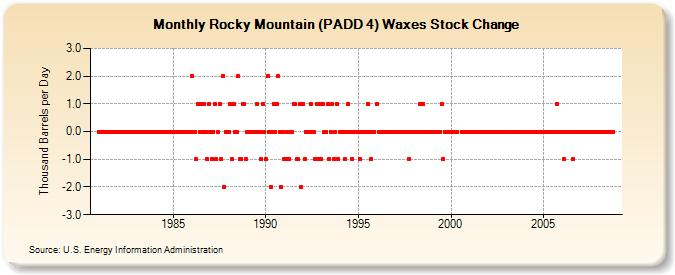 Monthly Rocky Mountain (PADD 4) Waxes Stock Change
Thousand Barrels per Day
3.0
2.0
1.0
0.0
-1.0
-2.0
-3.0
1985 1990 1995 2000 2005
Source: U.S. Energy Information Administration